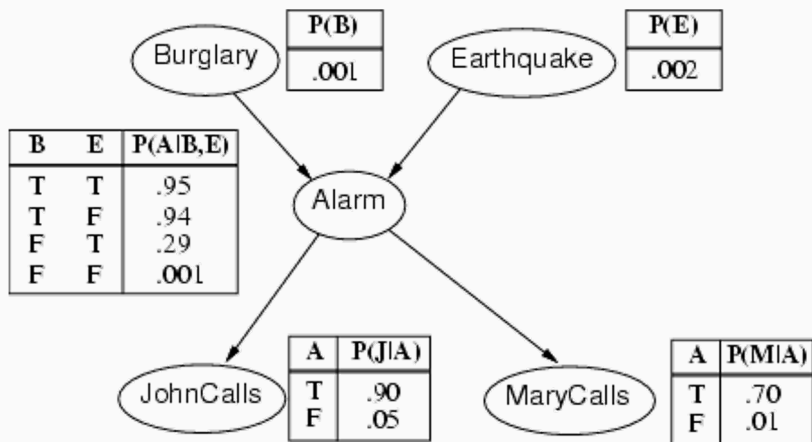 Burglary
P(B)
.001
Earthquake
P(E)
.002
B E P(A|B,E)
T T .95
T F .94
F T .29
F F .001
Alarm
JohnCalls
A P(J|A)
T .90
F .05
MaryCalls
A P(M|A)
T .70
F .01